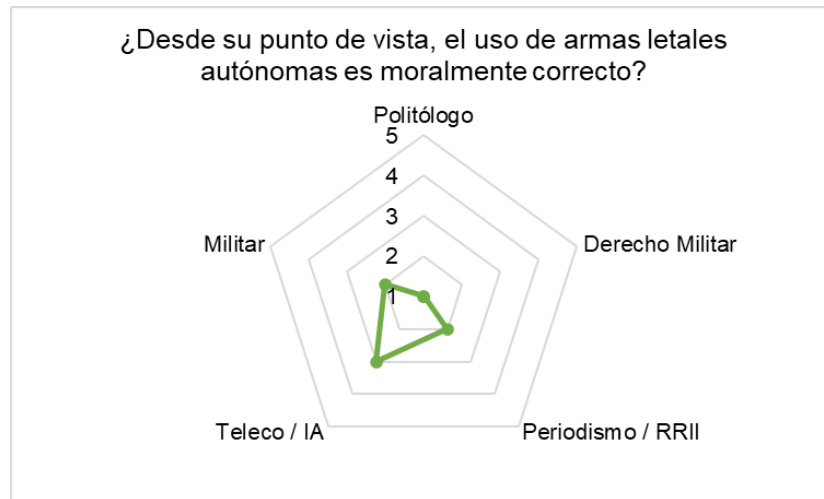 ¿Desde su punto de vista, el uso de armas letales
autónomas es moralmente correcto?
Politólogo
5
4
3
2
1
Militar
Derecho Militar
Teleco / IA
Periodismo / RRII